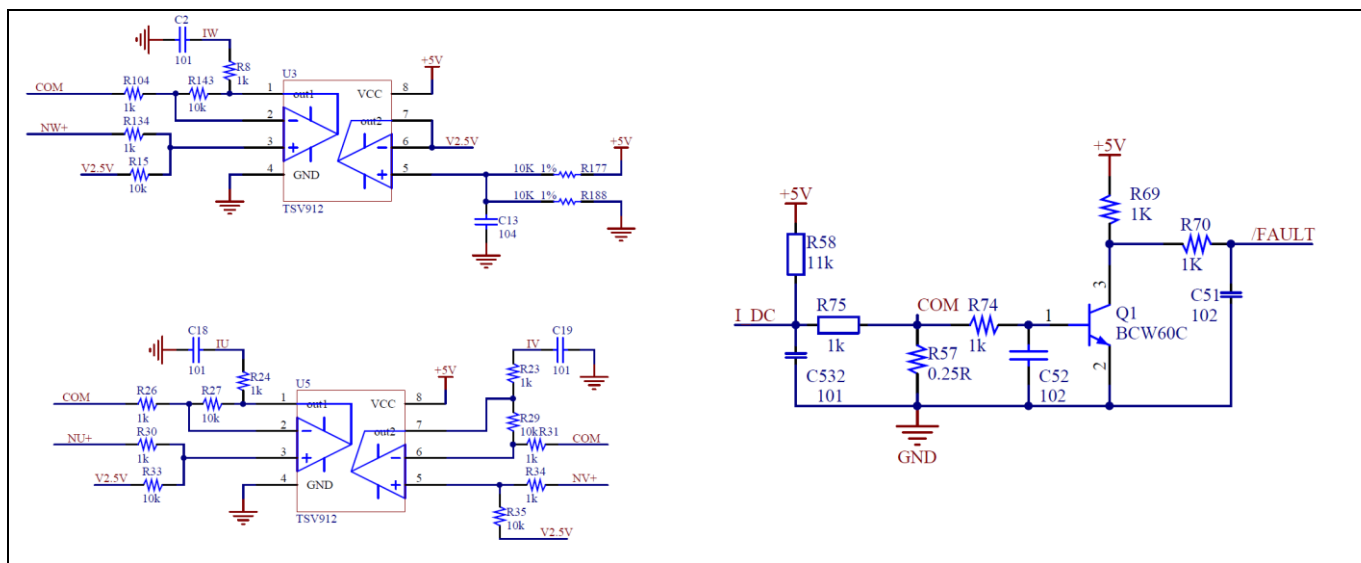 C2
IW
101
R8
1k
U3
+5V
COM
R104
1k
R143
10k
1
out1
VCC
8
2
out2
7
NW+
R134
1k
3
6
V2.5V
V2.5V
R15
10k
4
GND
5
TSV912
+5V
10K 1%
R177
10K 1%
R188
C13
104
C18
IU
101
R24
1k
U5
+5V
IV
C19
101
R23
1k
COM
R26
1k
R27
10k
1
out1
VCC
8
2
out2
7
R29
10k
R31
1k
COM
NU+
R30
1k
3
6
V2.5V
R33
10k
4
GND
5
R34
1k
NV+
TSV912
R35
10k
V2.5V
+5V
R58
11k
I_DC
R75
1k
C532
101
COM
R57
0.25R
R74
1k
C52
102
GND
+5V
R69
1K
R70
1K
/FAULT
3
1
2
Q1
BCW60C
C51
102